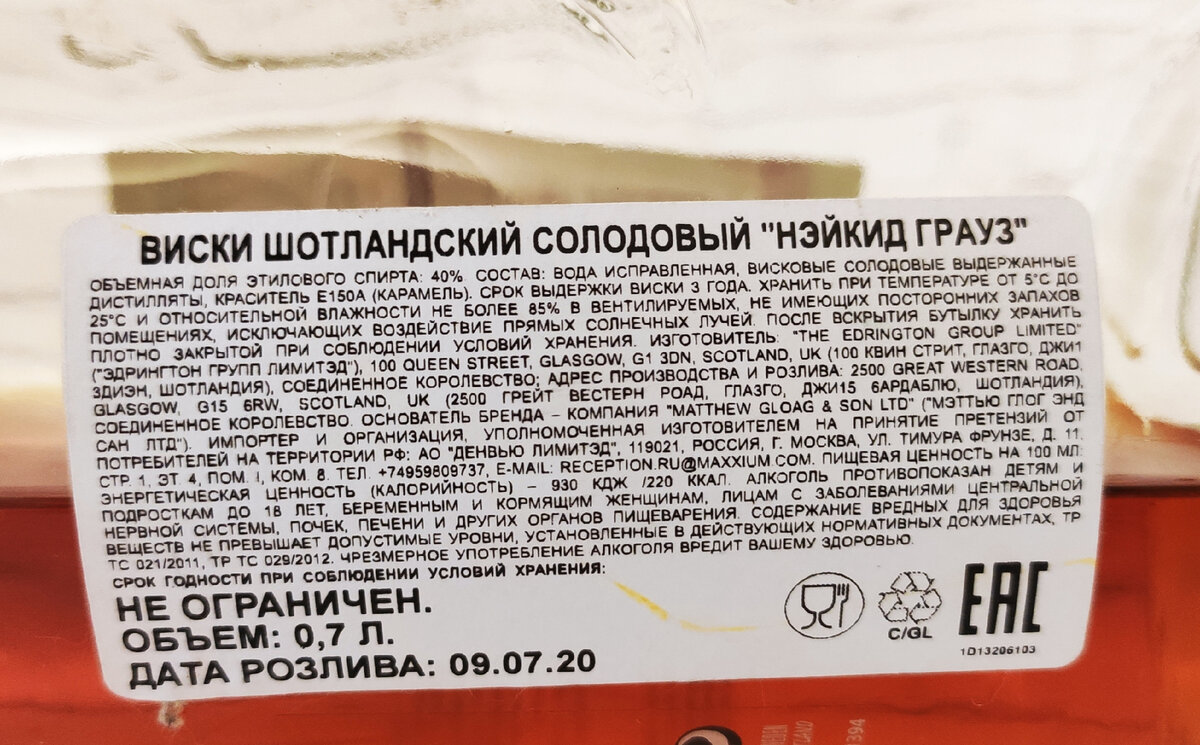 ВИСКИ ШОТЛАНДСКИЙ СОЛОДОВЫЙ "НЭЙКИД ГРАУЗ"
ОБЪЕМНАЯ ДОЛЯ ЭТИЛОВОГО СПИРТА: 40%. СОСТАВ: ВОДА ИСПРАВЛЕННАЯ, ВИСКОВЫЕ СОЛОДОВЫЕ ВЫДЕРЖАННЫЕ
ДИСТИЛЛЯТЫ, КРАСИТЕЛЬ Е150А (КАРАМЕЛЬ). СРОК ВЫДЕРЖКИ ВИСКИ 3 ГОДА. ХРАНИТЬ ПРИ ТЕМПЕРАТУРЕ ОТ 5°С ДО
25°С И ОТНОСИТЕЛЬНОЙ ВЛАЖНОСТИ НЕ БОЛЕЕ 85% В ВЕНТИЛИРУЕМЫХ, НЕ ИМЕЮЩИХ ПОСТОРОННИХ ЗАПАХОВ
ПОМЕЩЕНИЯХ, ИСКЛЮЧАЮЩИХ ВОЗДЕЙСТВИЕ ПРЯМЫХ СОЛНЕЧНЫХ ЛУЧЕЙ. ПОСЛЕ ВСКРЫТИЯ БУТЫЛКУ ХРАНИТЬ
ПЛОТНО ЗАКРЫТОЙ ПРИ СОБЛЮДЕНИИ УСЛОВИЙ ХРАНЕНИЯ. ИЗГОТОВИТЕЛЬ: "THE EDRINGTON GROUP LIMITED"
("ЭДРИНГТОН ГРУПП ЛИМИТЭД"), 100 QUEEN STREET, GLASGOW, G1 3DN, SCOTLAND, UK (100 КВИН СТРИТ, ГЛАЗГО, ДЖИ1
3ДИЭН, ШОТЛАНДИЯ), СОЕДИНЕННОЕ КОРОЛЕВСТВО; АДРЕС ПРОИЗВОДСТВА И РОЗЛИВА: 2500 GREAT WESTERN ROAD,
GLASGOW, G15 6RW, SCOTLAND, UK (2500 ГРЕЙТ ВЕСТЕРН РОАД, ГЛАЗГО, ДЖИ15 6АРДАБЛЮ, ШОТЛАНДИЯ),
СОЕДИНЕННОЕ КОРОЛЕВСТВО. ОСНОВАТЕЛЬ БРЕНДА – КОМПАНИЯ "MATTHEW GLOAG & SON LTD" ("МЭТТЬЮ ГЛОГ ЭНД
САН ЛТД"). ИМПОРТЕР И ОРГАНИЗАЦИЯ, УПОЛНОМОЧЕННАЯ ИЗГОТОВИТЕЛЕМ НА ПРИНЯТИЕ ПРЕТЕНЗИЙ ОТ
ПОТРЕБИТЕЛЕЙ НА ТЕРРИТОРИИ РФ: АО "ДЕНВЬЮ ЛИМИТЭД", 119021, РОССИЯ, Г. МОСКВА, УЛ. ТИМУРА ФРУНЗЕ, Д. 11,
СТР. 1, ЭТ. 4, ПОМ. I, КОМ. 8. ТЕЛ. +74959809737, E-MAIL: RECEPTION.RU@MAXXIUM.COM. ПИЩЕВАЯ ЦЕННОСТЬ НА 100 МЛ:
ЭНЕРГЕТИЧЕСКАЯ ЦЕННОСТЬ (КАЛОРИЙНОСТЬ) – 930 КДЖ /220 ККАЛ. АЛКОГОЛЬ ПРОТИВОПОКАЗАН ДЕТЯМ И
ПОДРОСТКАМ ДО 18 ЛЕТ, БЕРЕМЕННЫМ И КОРМЯЩИМ ЖЕНЩИНАМ, ЛИЦАМ С ЗАБОЛЕВАНИЯМИ ЦЕНТРАЛЬНОЙ
НЕРВНОЙ СИСТЕМЫ, ПОЧЕК, ПЕЧЕНИ И ДРУГИХ ОРГАНОВ ПИЩЕВАРЕНИЯ. СОДЕРЖАНИЕ ВРЕДНЫХ ДЛЯ ЗДОРОВЬЯ
ВЕЩЕСТВ НЕ ПРЕВЫШАЕТ ДОПУСТИМЫЕ УРОВНИ, УСТАНОВЛЕННЫЕ В ДЕЙСТВУЮЩИХ НОРМАТИВНЫХ ДОКУМЕНТАХ, ТР
ТС 021/2011, ТР ТС 029/2012. ЧРЕЗМЕРНОЕ УПОТРЕБЛЕНИЕ АЛКОГОЛЯ ВРЕДИТ ВАШЕМУ ЗДОРОВЬЮ.
СРОК ГОДНОСТИ ПРИ СОБЛЮДЕНИИ УСЛОВИЙ ХРАНЕНИЯ:
НЕ ОГРАНИЧЕН.
ОБЪЕМ: 0,7 Л.
ДАТА РОЗЛИВА: 09.07.20
C/GL
EAC
1D13206103
394